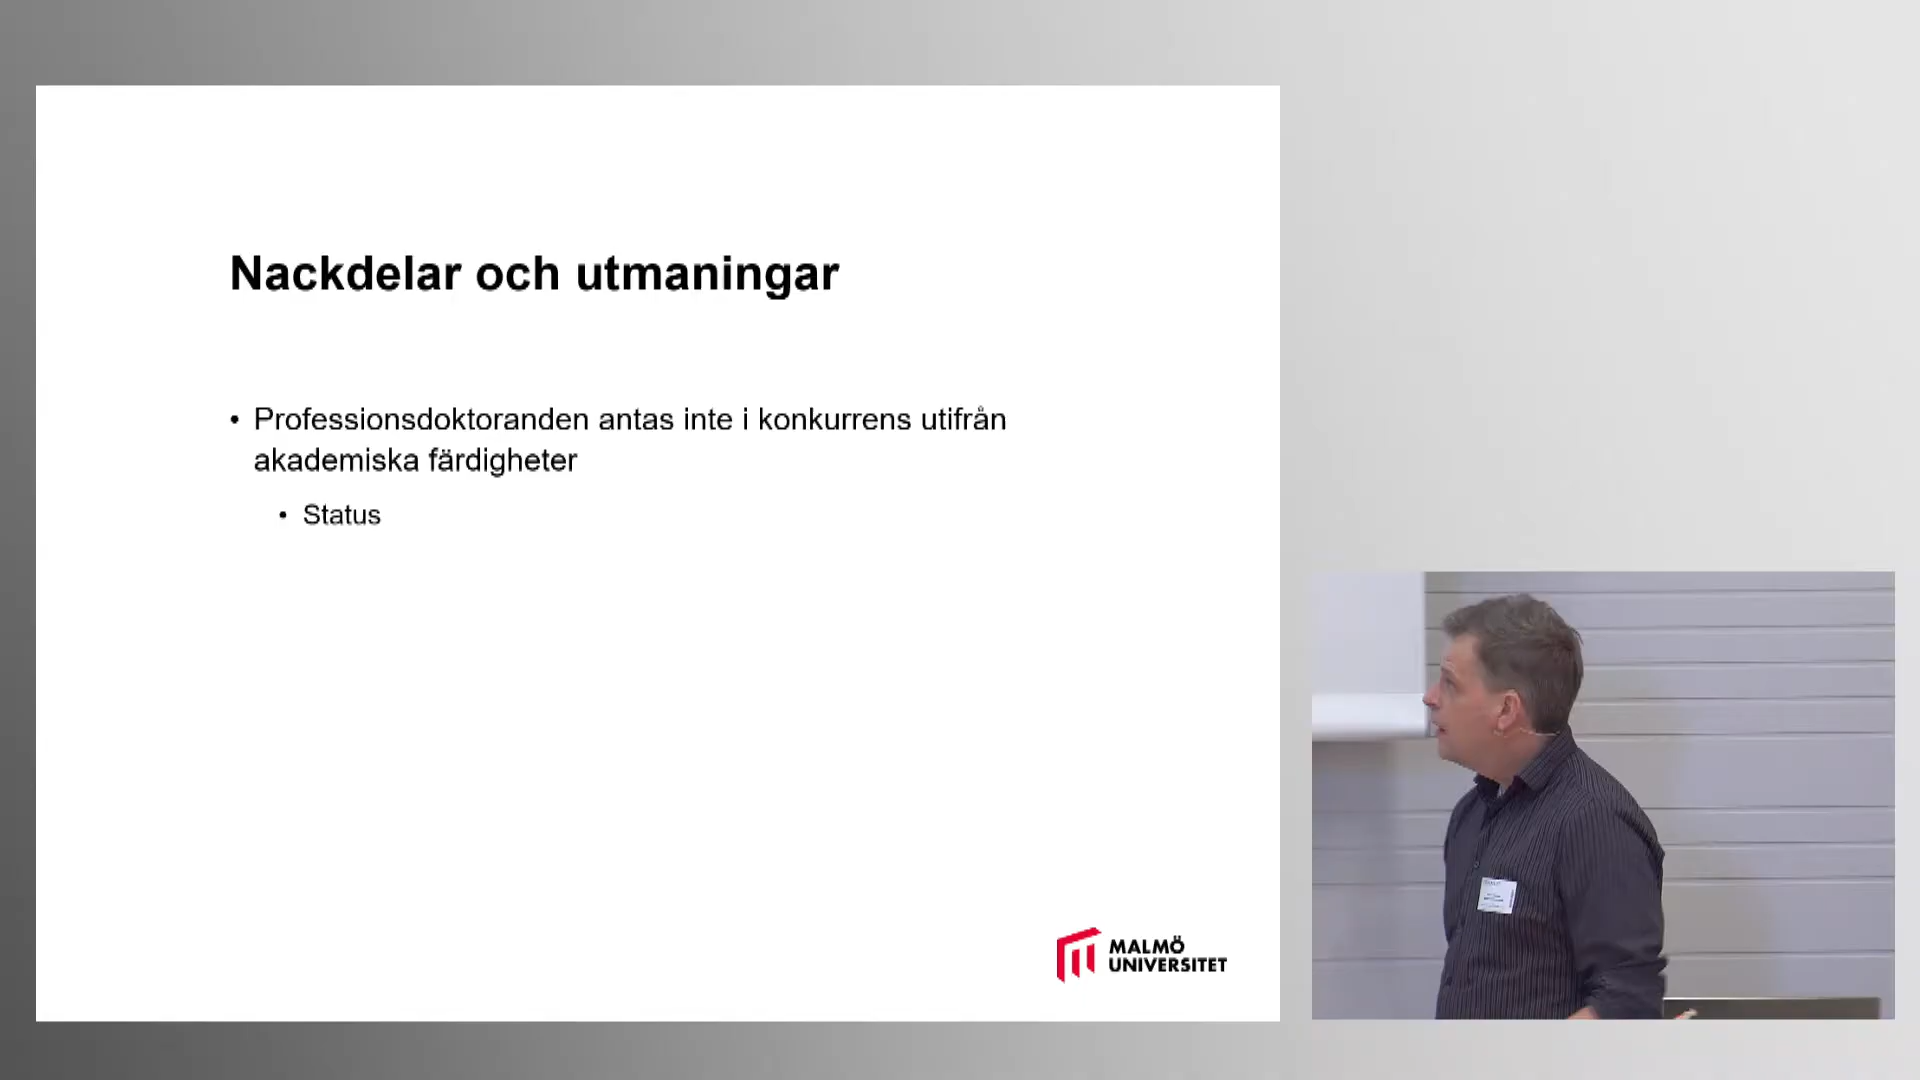 Nackdelar och utmaningar
• Professionsdoktoranden antas inte i konkurrens utifrån
akademiska färdigheter
• Status
MALMÖ
UNIVERSITET